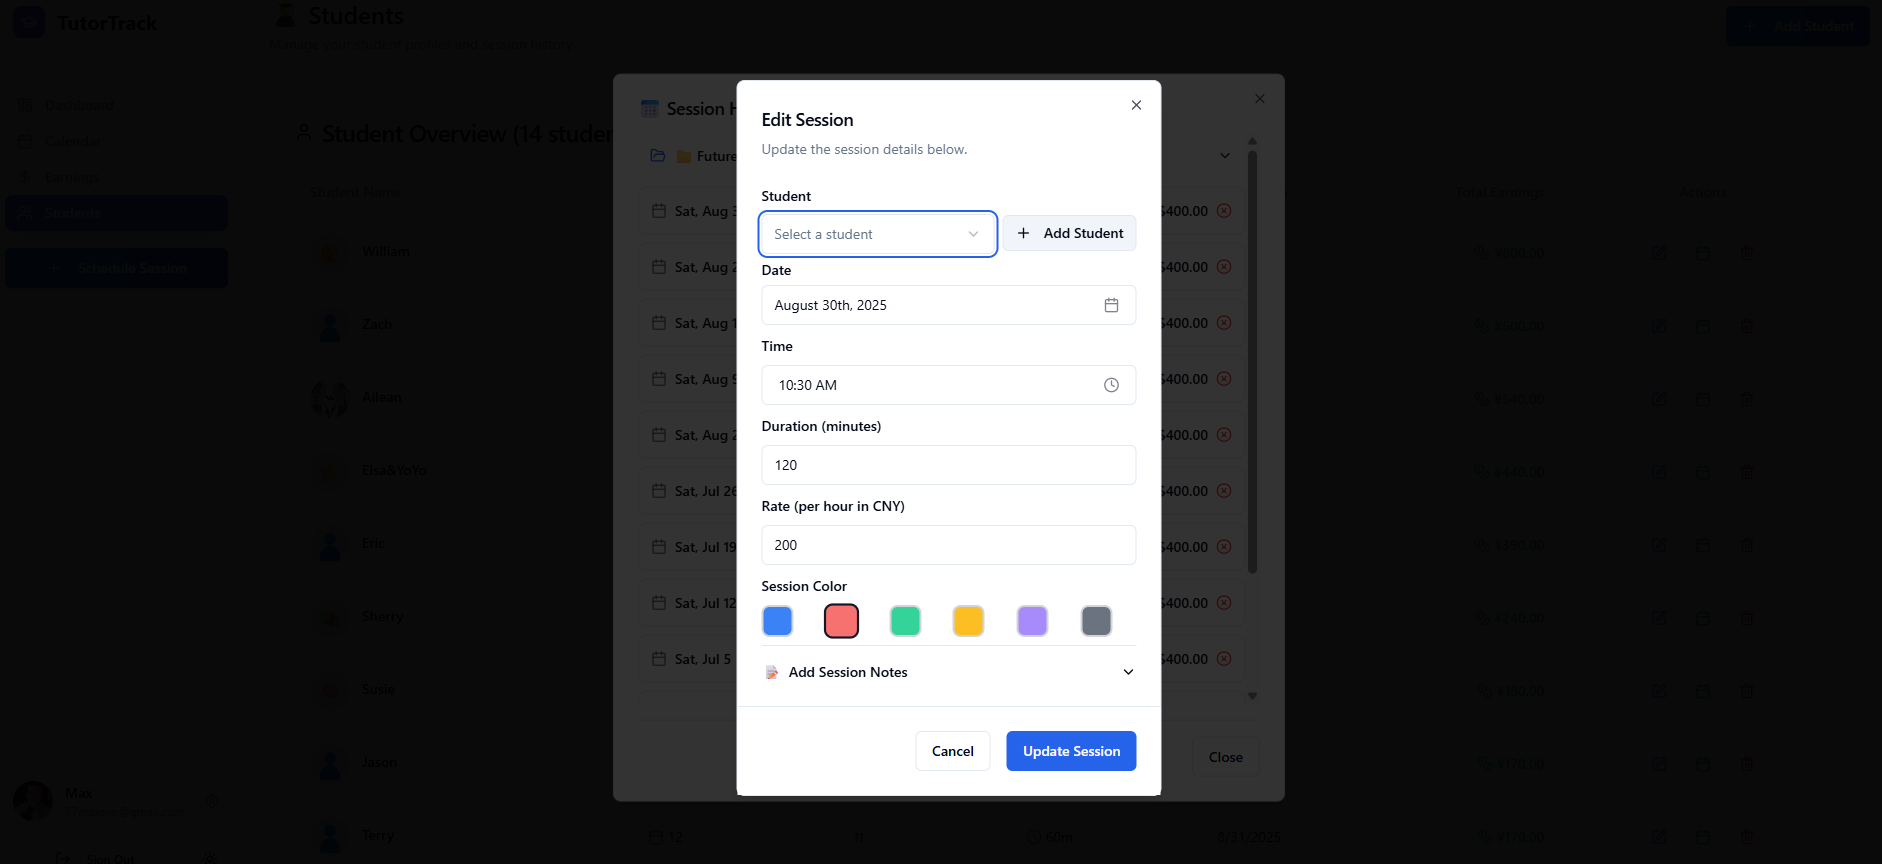 TutorTrack
Students
Manage your student profiles and session history.
Add Student
Dashboard
Calendar
Earnings
Students
Schedule Session
Student Overview (14 studen
Student Name
Total Earnings
Actions
William
¥800.00
Zach
¥600.00
Ailean
¥540.00
Elsa&YoYo
¥440.00
Eric
¥390.00
Sherry
¥240.00
Susie
¥180.00
Jason
¥170.00
Terry
12
60m
8/31/2025
¥170.00
Max
Sign Out
Session H
Future
Sat, Aug 3
$400.00
Sat, Aug 2
$400.00
Sat, Aug 1
$400.00
Sat, Aug 9
$400.00
Sat, Aug 2
$400.00
Sat, Jul 26
$400.00
Sat, Jul 19
$400.00
Sat, Jul 12
$400.00
Sat, Jul 5
$400.00
Close
Edit Session
Update the session details below.
Student
Select a student
Add Student
Date
August 30th, 2025
Time
10:30 AM
Duration (minutes)
120
Rate (per hour in CNY)
200
Session Color
Add Session Notes
Cancel
Update Session